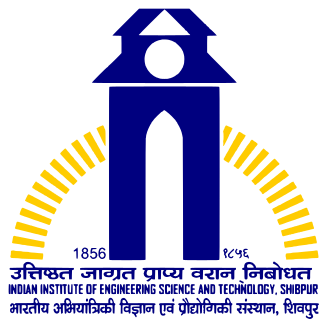 1856 १८५६
उत्तिष्ठत जाग्रत प्राप्य वरान निबोधत
INDIAN INSTITUTE OF ENGINEERING SCIENCE AND TECHNOLOGY, SHIBPUR
भारतीय अभियांत्रिकी विज्ञान एवं प्रौद्योगिकी संस्थान, शिवपुर